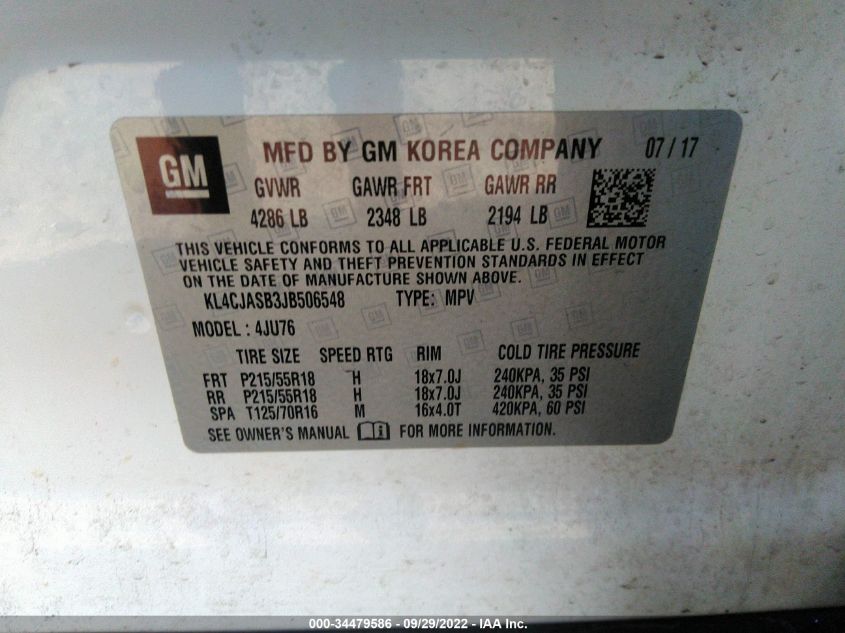 GM
MFD BY GM KOREA COMPANY 07/17
GVWR GAWR FRT GAWR RR
4286 LB 2348 LB 2194 LB
THIS VEHICLE CONFORMS TO ALL APPLICABLE U.S. FEDERAL MOTOR
VEHICLE SAFETY AND THEFT PREVENTION STANDARDS IN EFFECT
ON THE DATE OF MANUFACTURE SHOWN ABOVE.
KL4CJASB3JB506548 TYPE: MPV
MODEL : 4JU76
TIRE SIZE SPEED RTG RIM COLD TIRE PRESSURE
FRT P215/55R18 H 18x7.0J 240KPA, 35 PSI
RR P215/55R18 H 18x7.0J 240KPA, 35 PSI
SPA T125/70R16 M 16x4.0T 420KPA, 60 PSI
SEE OWNER'S MANUAL FOR MORE INFORMATION.
000-34479586 - 09/29/2022 - IAA Inc.